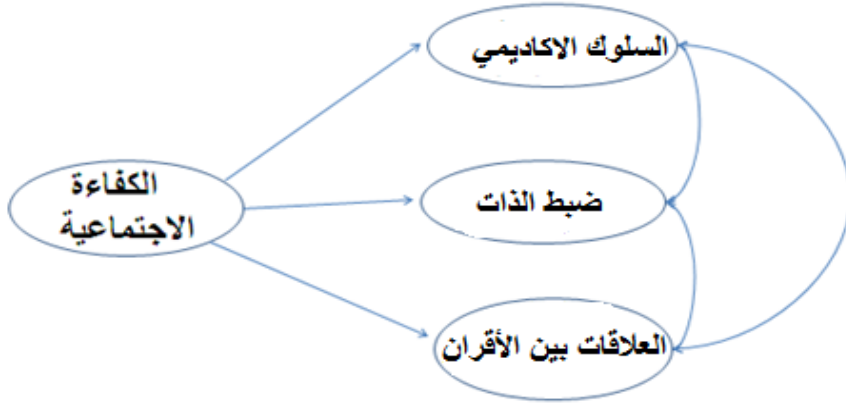 السلوك الاكاديمي
الكفاءة
الاجتماعية
ضبط الذات
العلاقات بين الأقران